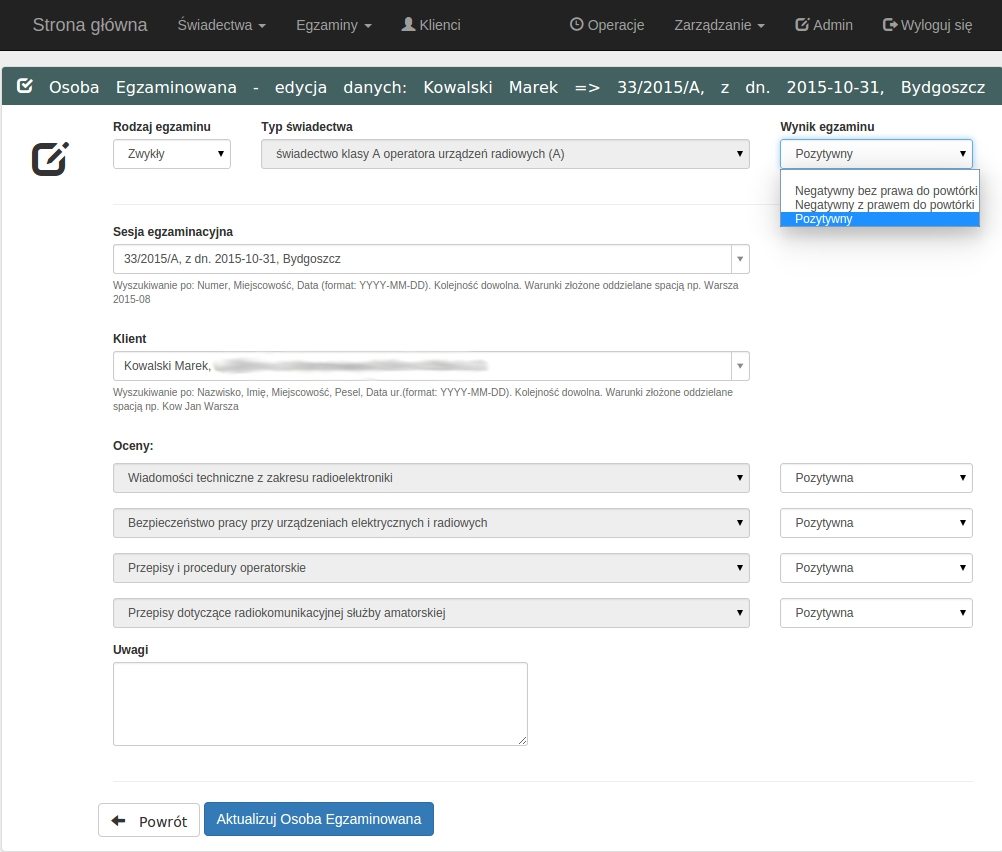 Strona główna Świadectwa Egzaminy Klienci Operacje Zarządzanie Admin Wyloguj się
Osoba Egzaminowana - edycja danych: Kowalski Marek => 33/2015/A, z dn. 2015-10-31, Bydgoszcz
Rodzaj egzaminu Typ świadectwa Wynik egzaminu
Zwykły świadectwo klasy A operatora urządzeń radiowych (A) Pozytywny
Negatywny bez prawa do powtórki
Negatywny z prawem do powtórki
Pozytywny
Sesja egzaminacyjna
33/2015/A, z dn. 2015-10-31, Bydgoszcz
Wyszukiwanie po: Numer, Miejscowość, Data (format: YYYY-MM-DD). Kolejność dowolna. Warunki złożone oddzielane spacją np. Warsza
2015-08
Klient
Kowalski Marek,
Wyszukiwanie po: Nazwisko, Imię, Miejscowość, Pesel, Data ur.(format: YYYY-MM-DD). Kolejność dowolna. Warunki złożone oddzielane
spacją np. Kow Jan Warsza
Oceny:
Wiadomości techniczne z zakresu radioelektroniki Pozytywna
Bezpieczeństwo pracy przy urządzeniach elektrycznych i radiowych Pozytywna
Przepisy i procedury operatorskie Pozytywna
Przepisy dotyczące radiokomunikacyjnej służby amatorskiej Pozytywna
Uwagi
Powrót Aktualizuj Osoba Egzaminowana